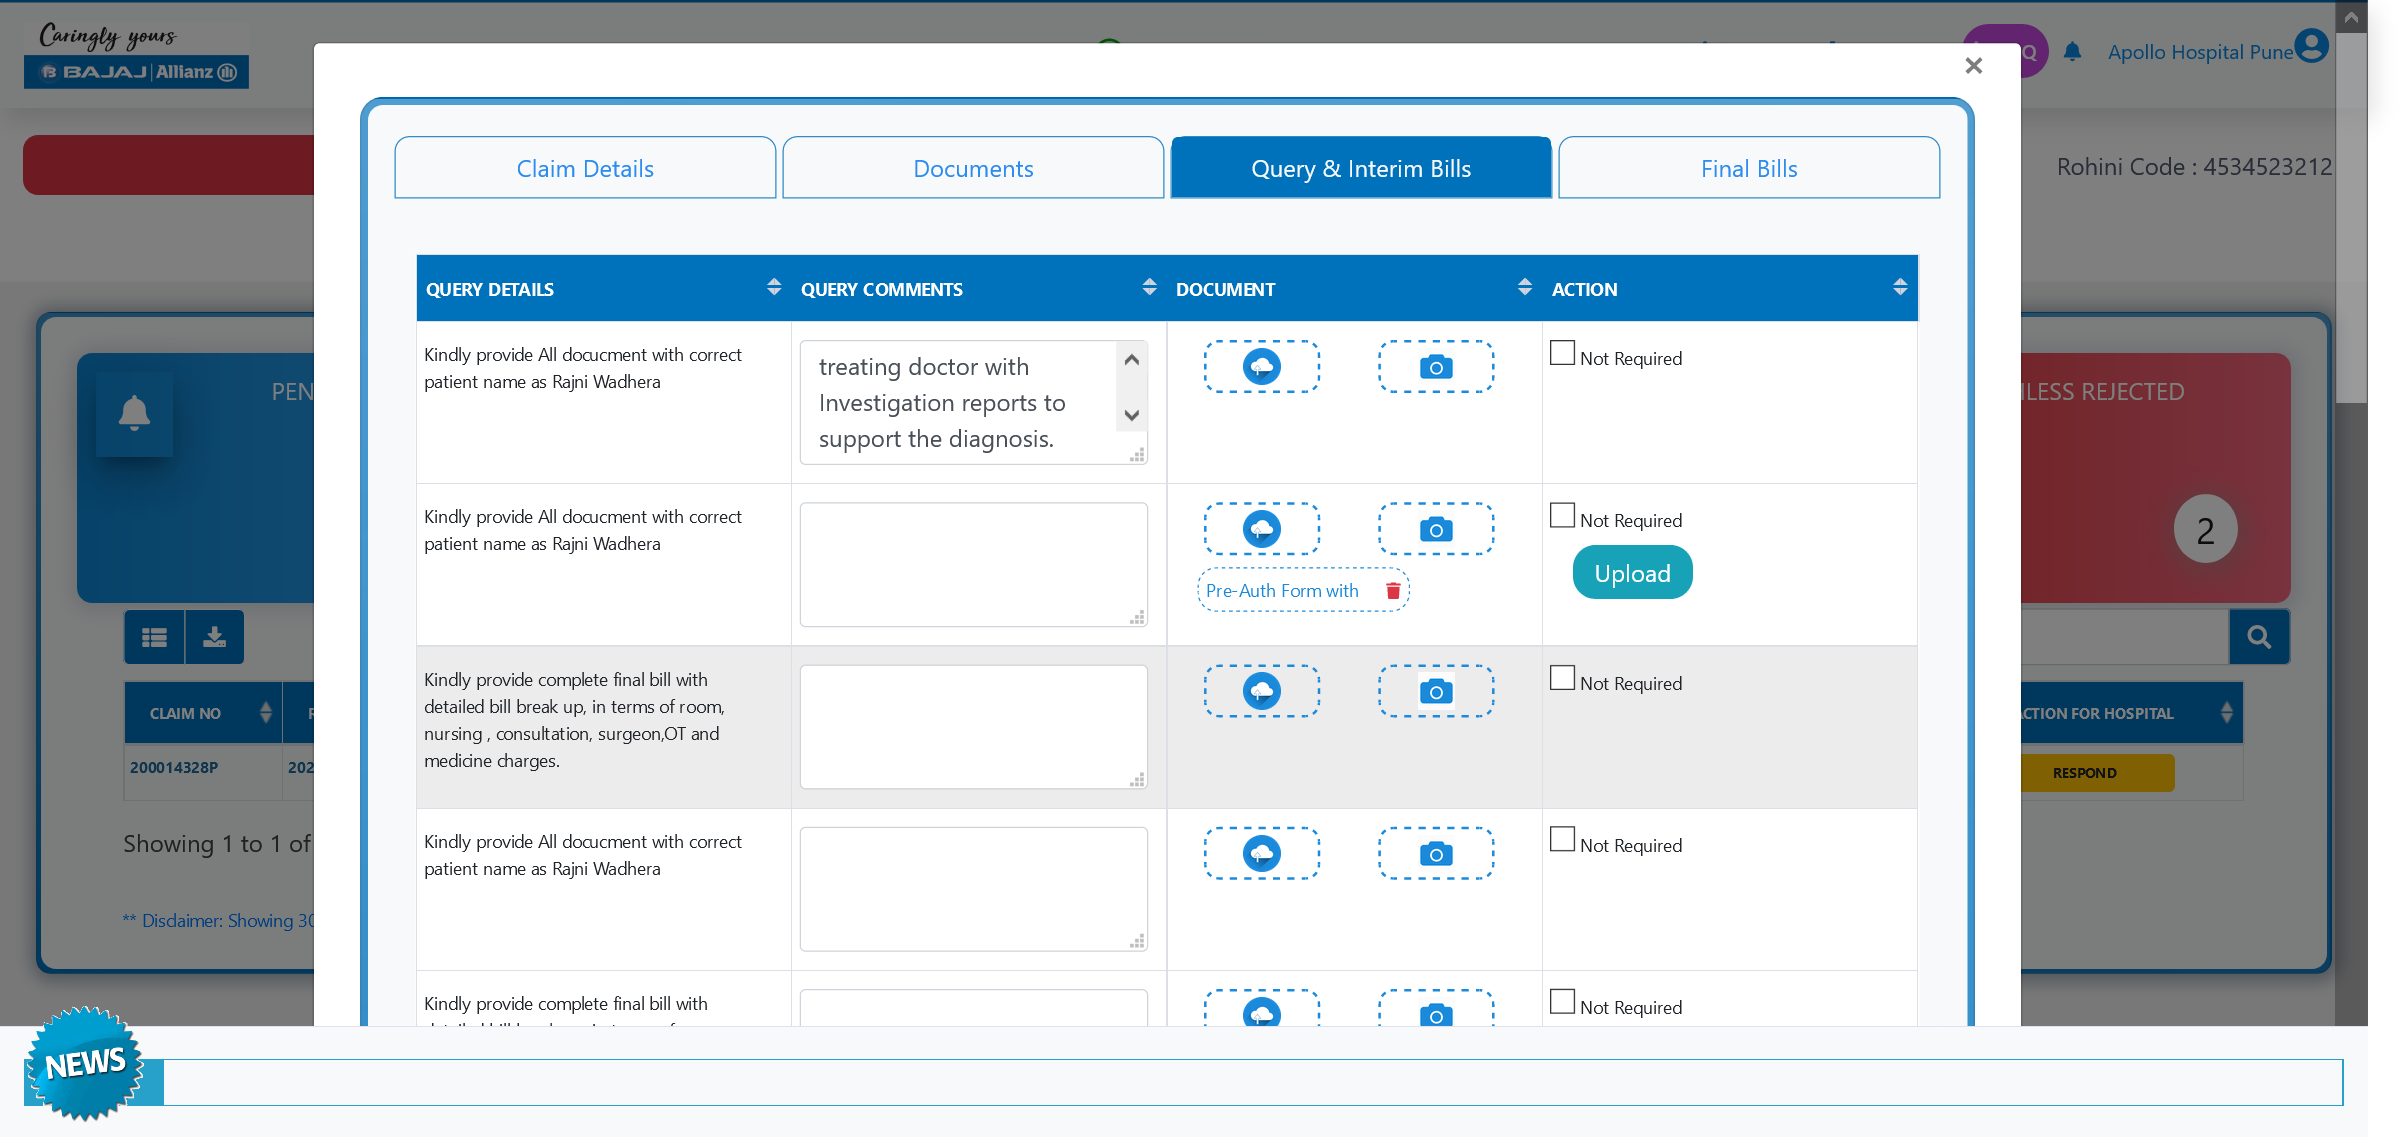 Caringly yours
BAJAJ | Allianz
Q
Apollo Hospital Pune
Rohini Code : 4534523212
Claim Details
Documents
Query & Interim Bills
Final Bills
QUERY DETAILS
QUERY COMMENTS
DOCUMENT
ACTION
Kindly provide All docucment with correct
patient name as Rajni Wadhera
treating doctor with
Investigation reports to
support the diagnosis.
Not Required
Kindly provide All docucment with correct
patient name as Rajni Wadhera
Pre-Auth Form with
Not Required
Upload
Kindly provide complete final bill with
detailed bill break up, in terms of room,
nursing , consultation, surgeon,OT and
medicine charges.
Not Required
Kindly provide All docucment with correct
patient name as Rajni Wadhera
Not Required
Kindly provide complete final bill with
Not Required
PEN
LESS REJECTED
2
CLAIM NO
ACTION FOR HOSPITAL
200014328P
202
RESPOND
Showing 1 to 1 of
** Disclaimer: Showing 30
NEWS